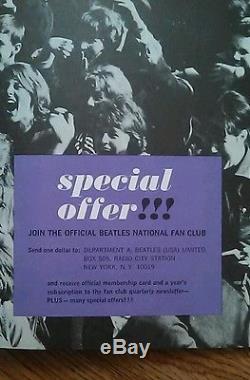 special
offer!!!
JOIN THE OFFICIAL BEATLES NATIONAL FAN CLUB
Send one dollar to: DEPARTMENT A, BEATLES (USA) LIMITED,
BOX 505, RADIO CITY STATION
NEW YORK, N.Y. 10019
and receive official membership card and a year's
subscription to the fan club quarterly newsletter—
PLUS—many special offers!!!
WorthPoint